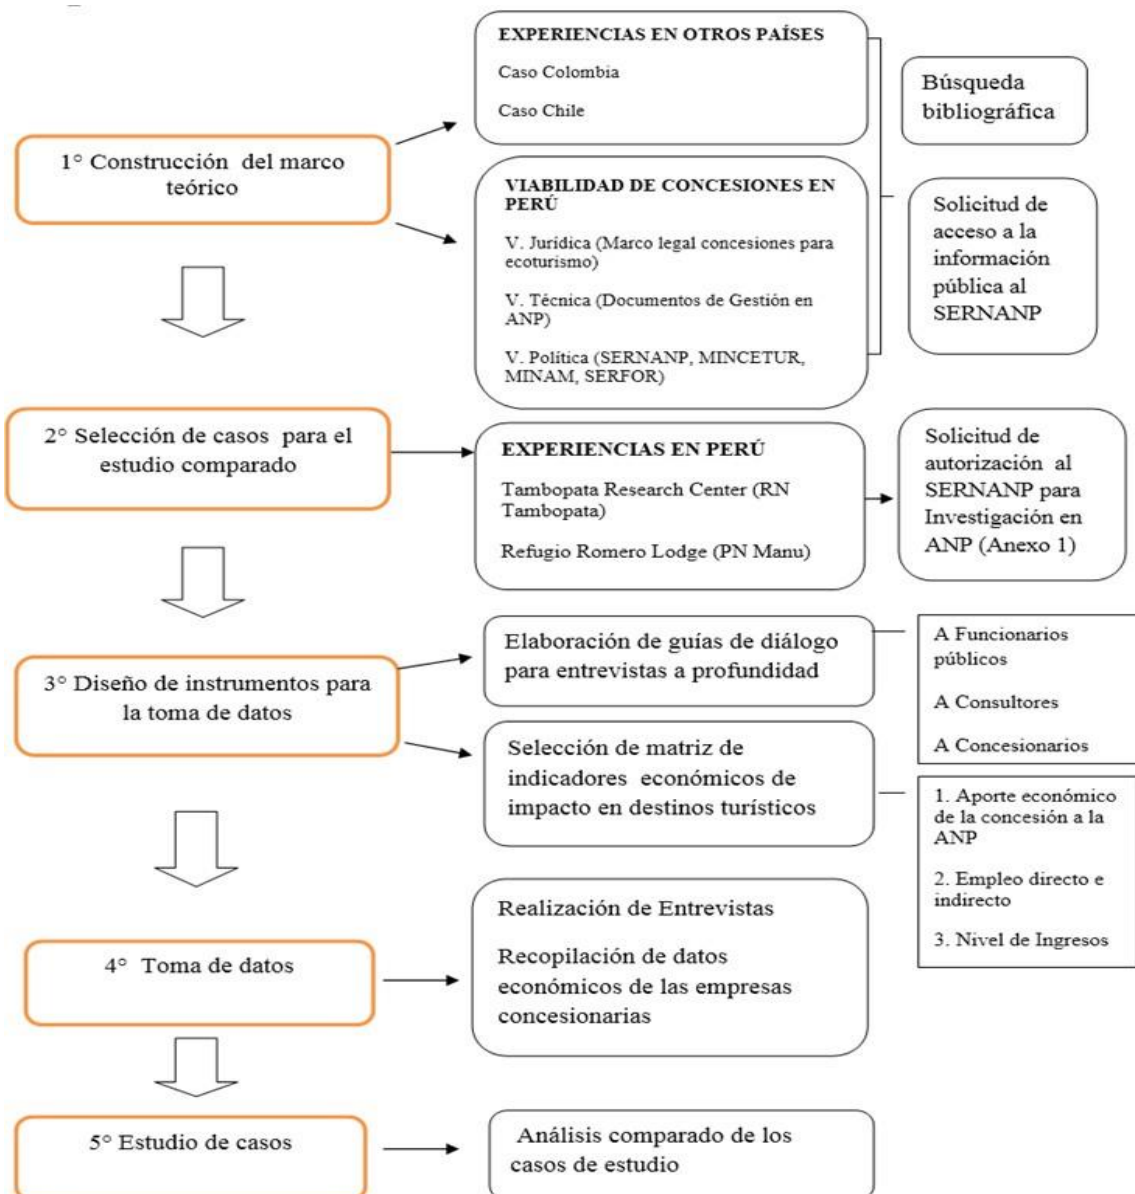 EXPERIENCIAS EN OTROS PAÍSES
Caso Colombia
Caso Chile
Búsqueda
bibliográfica
1° Construcción del marco
teórico
VIABILIDAD DE CONCESIONES EN
PERÚ
V. Jurídica (Marco legal concesiones para
ecoturismo)
V. Técnica (Documentos de Gestión en
ANP)
V. Política (SERNANP, MINCETUR,
MINAM, SERFOR)
Solicitud de
acceso a la
información
pública al
SERNANP
2° Selección de casos para el
estudio comparado
EXPERIENCIAS EN PERÚ
Tambopata Research Center (RN
Tambopata)
Refugio Romero Lodge (PN Manu)
Solicitud de
autorización al
SERNANP para
Investigación en
ANP (Anexo 1)
3° Diseño de instrumentos para
la toma de datos
Elaboración de guías de diálogo
para entrevistas a profundidad
A Funcionarios
públicos
A Consultores
A Concesionarios
Selección de matriz de
indicadores económicos de
impacto en destinos turísticos
1. Aporte económico
de la concesión a la
ANP
2. Empleo directo e
indirecto
3. Nivel de Ingresos
4° Toma de datos
Realización de Entrevistas
Recopilación de datos
económicos de las empresas
concesionarias
5° Estudio de casos
Análisis comparado de los
casos de estudio